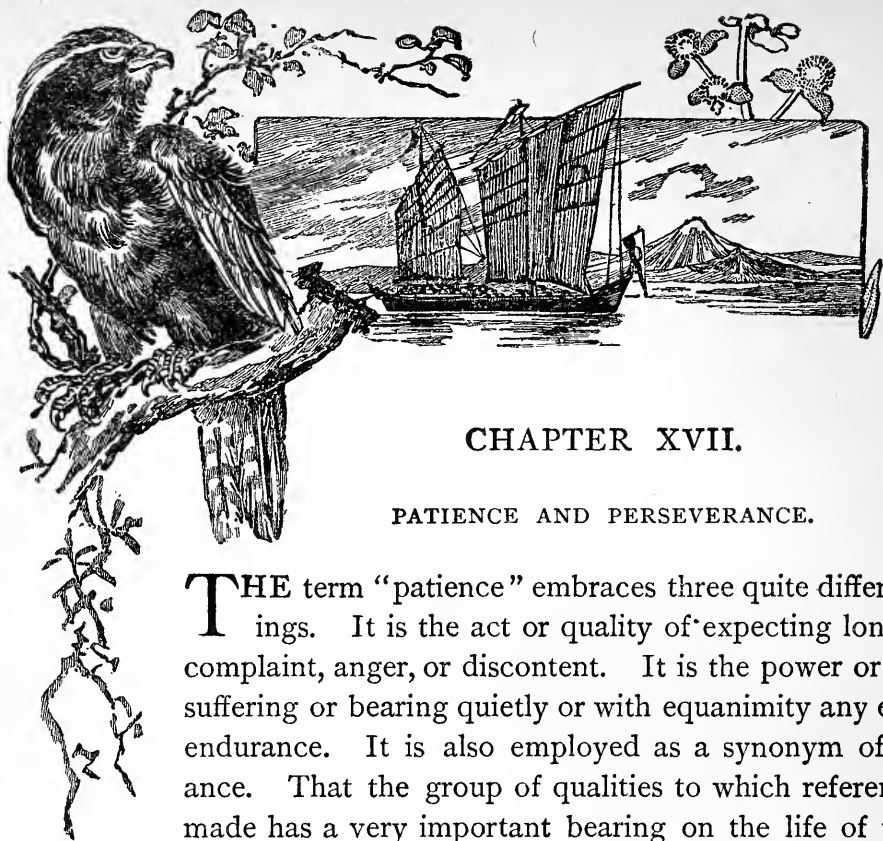 CHAPTER XVII.
PATIENCE AND PERSEVERANCE.
THE term “patience” embraces three quite differ
ings. It is the act or quality of expecting lon
complaint, anger, or discontent. It is the power or
suffering or bearing quietly or with equanimity any e
endurance. It is also employed as a synonym of
ance. That the group of qualities to which referen
made has a very important bearing on the life of